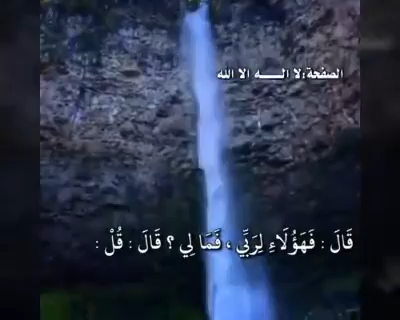 الصفحة:لا الـــه الا الله
قَالَ : فَهَؤُلَاءِ لِرَبِّي ، فَمَا لِي ؟ قَالَ : قُلْ :